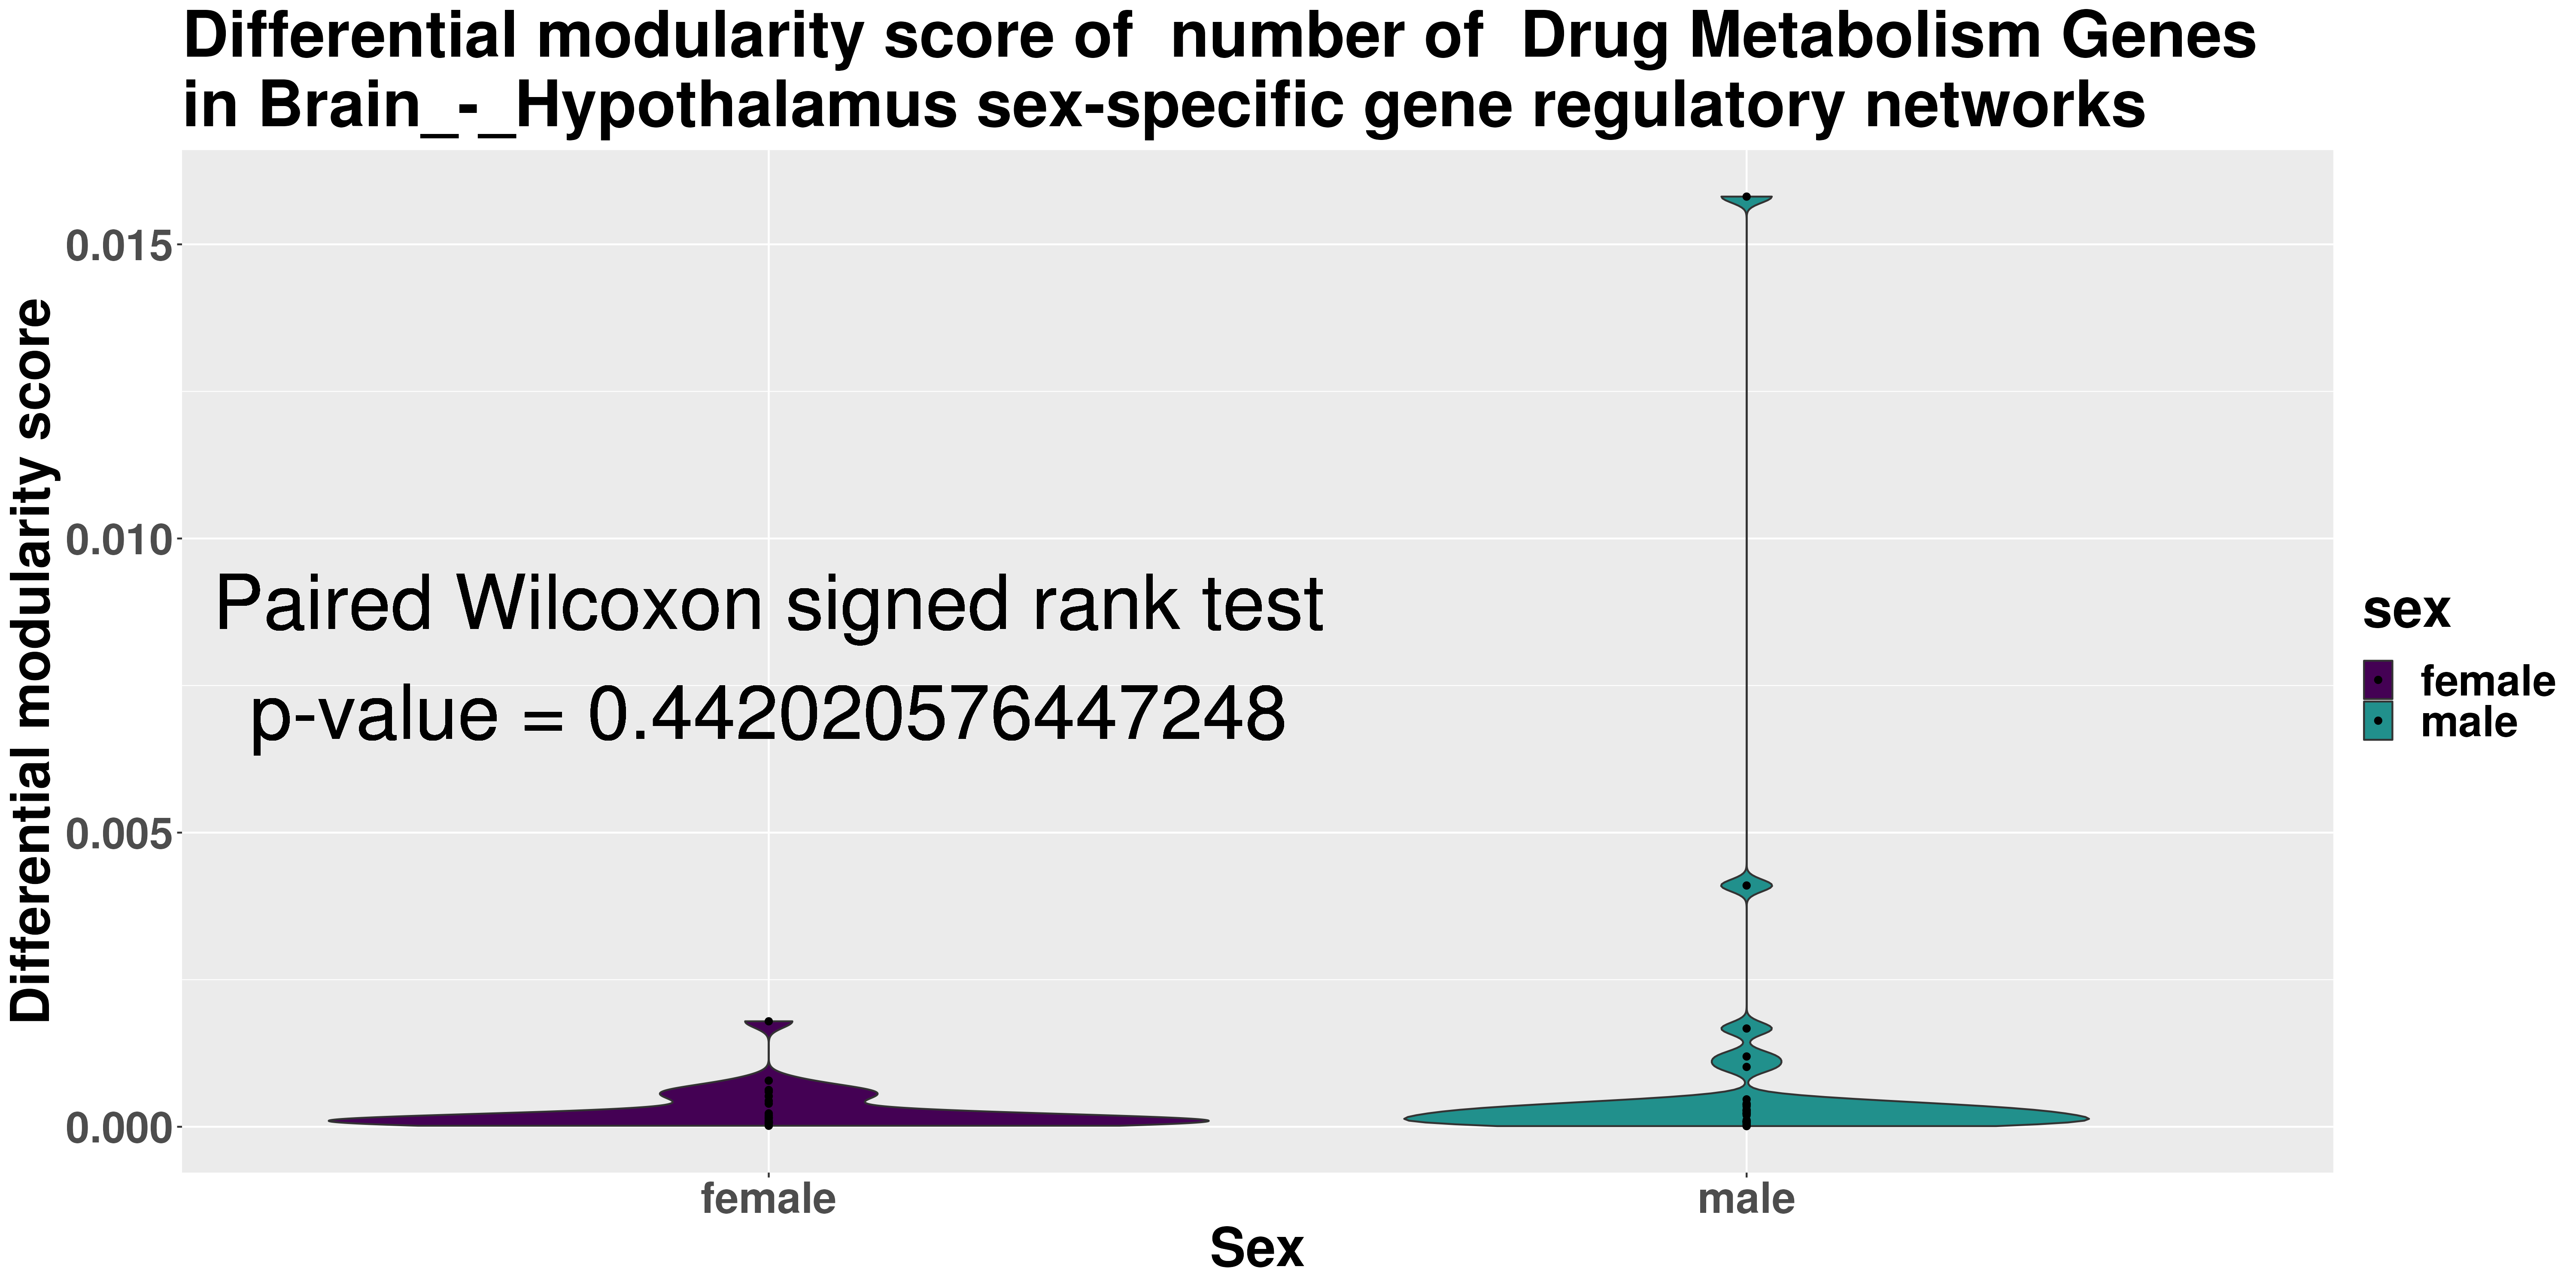 Differential modularity score of  number of  Drug Metabolism Genes
in Brain_-_Hypothalamus sex-specific gene regulatory networks
Differential modularity score
0.015
0.010
0.005
0.000
Paired Wilcoxon signed rank test
p-value = 0.442020576447248
female
male
Sex
sex
female
male